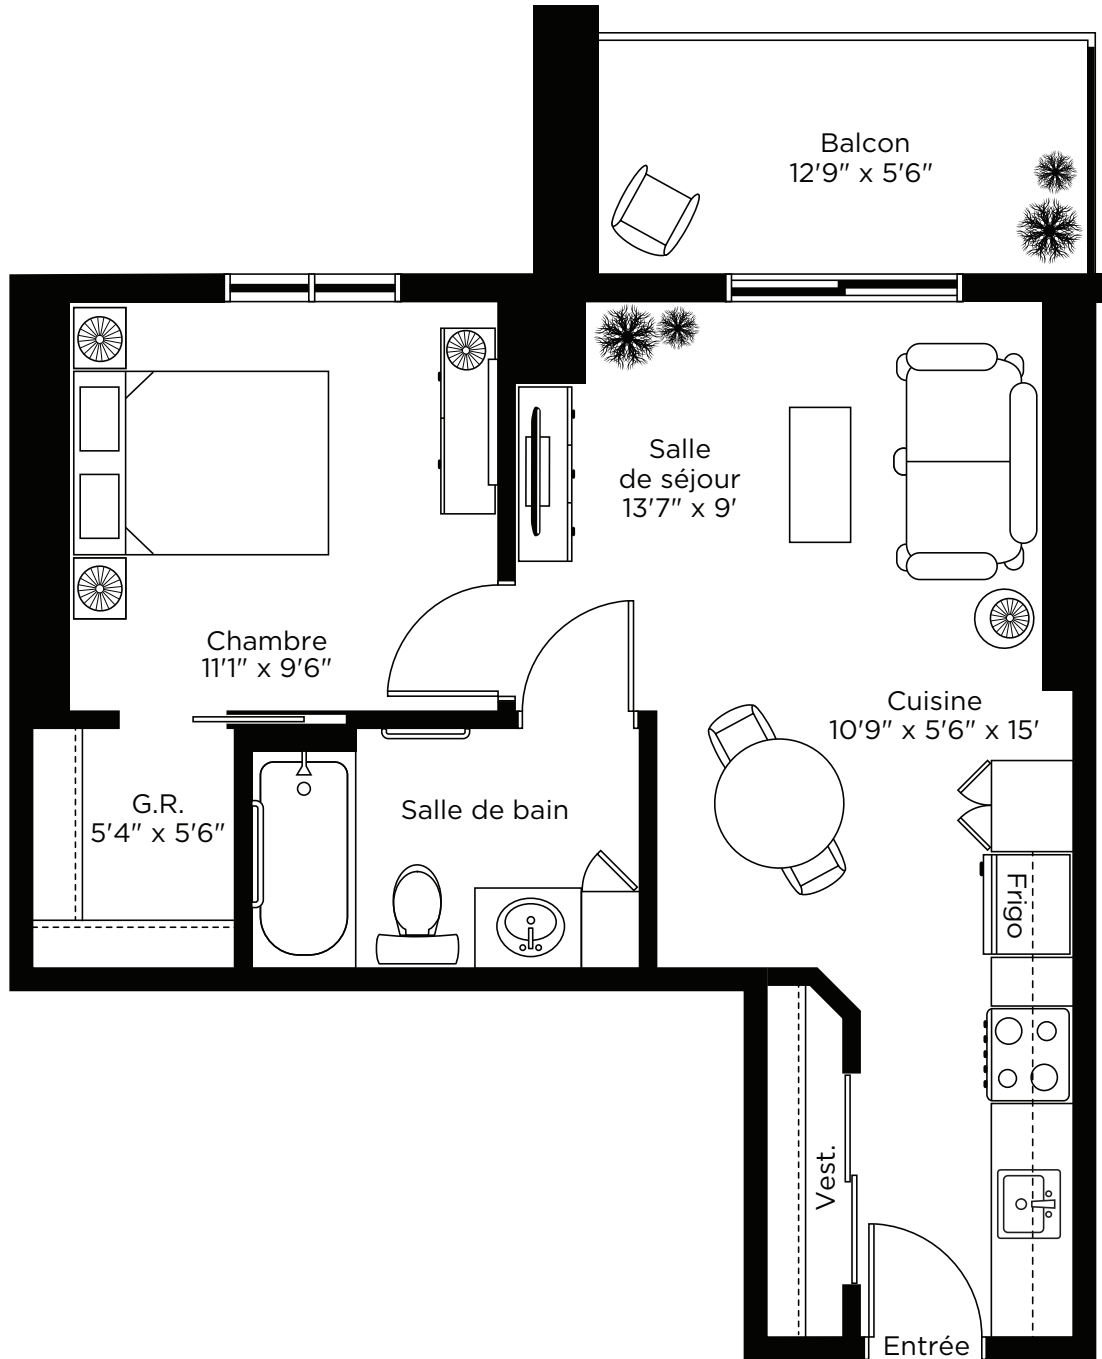 Balcon
12'9" x 5'6"
Salle
de séjour
13'7" x 9'
Chambre
11'1" x 9'6"
Cuisine
10'9" x 5'6" x 15'
G.R.
5'4" x 5'6"
Salle de bain
Frigo
Vest.
Entrée